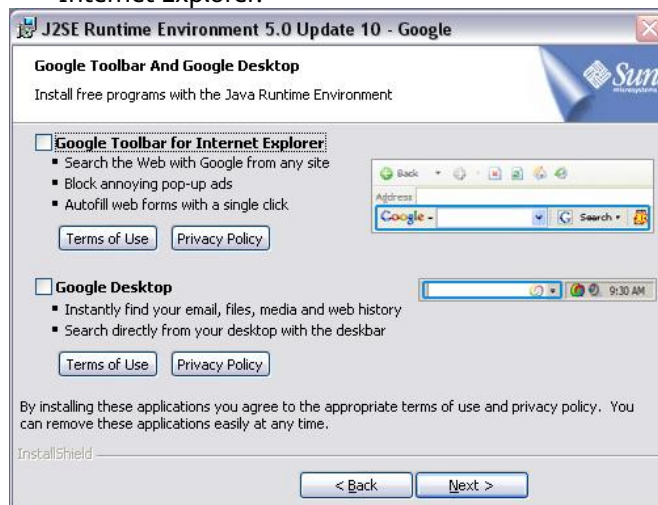 Internet Explorer.
J2SE Runtime Environment 5.0 Update 10 - Google
Google Toolbar And Google Desktop
Install free programs with the Java Runtime Environment
Sun
microsystems
Google Toolbar for Internet Explorer
Search the Web with Google from any site
Block annoying pop-up ads
Autofill web forms with a single click
Terms of Use Privacy Policy
Back
Address
Google Search
Google Desktop
Instantly find your email, files, media and web history
Search directly from your desktop with the deskbar
9:30 AM
Terms of Use Privacy Policy
By installing these applications you agree to the appropriate terms of use and privacy policy. You
can remove these applications easily at any time.
InstallShield
< Back Next >